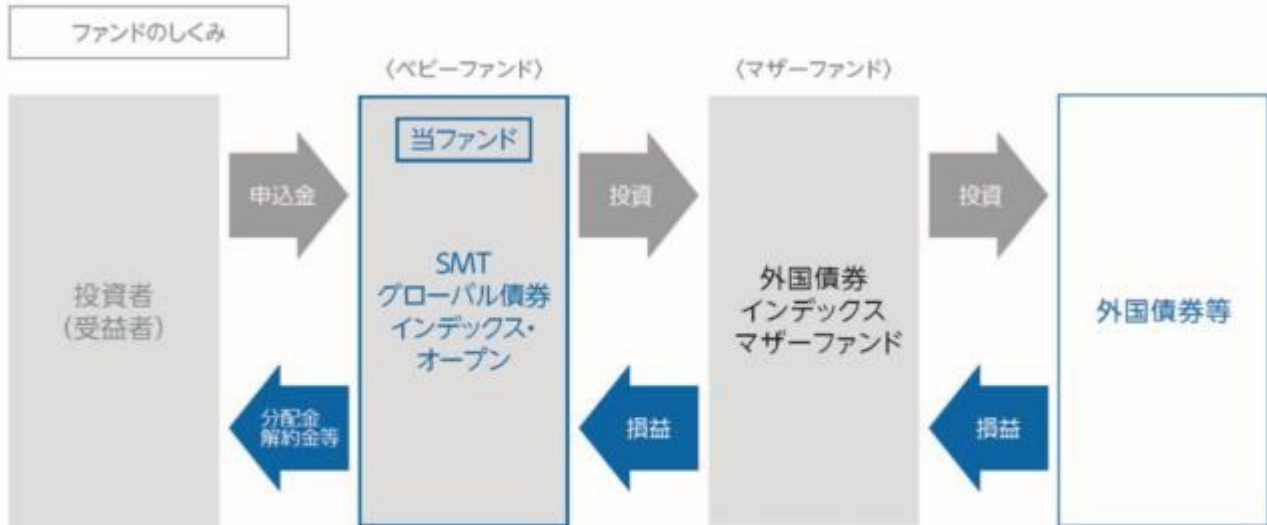 ファンドのしくみ
〈ベビーファンド〉
〈マザーファンド〉
投資者
(受益者)
申込金
分配金
解約金等
当ファンド
SMT
グローバル債券
インデックス・
オープン
投資
損益
外国債券
インデックス
マザーファンド
投資
損益
外国債券等